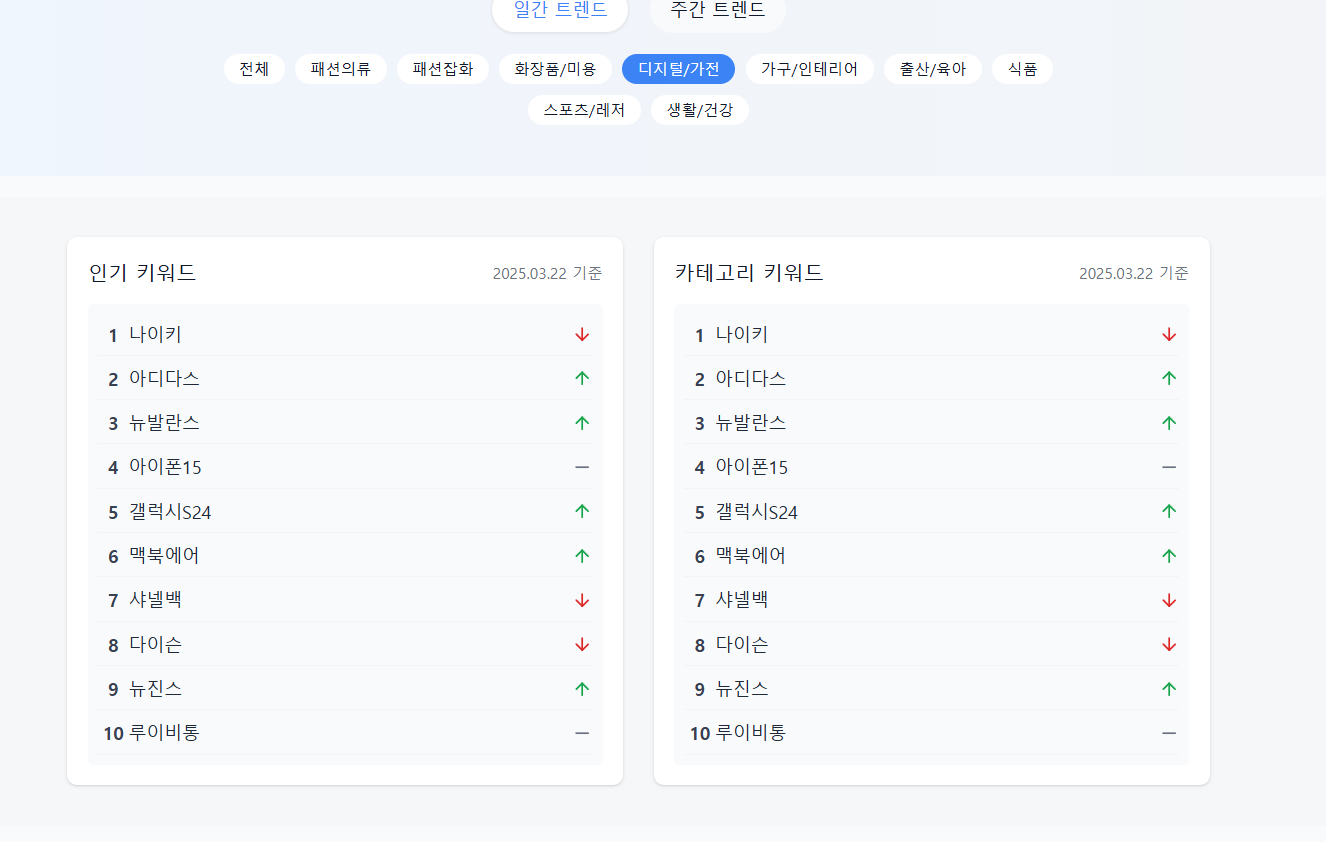 일간 트렌드 주간 트렌드
전체 패션의류 패션잡화 화장품/미용 디지털/가전 가구/인테리어 출산/육아 식품
스포츠/레저 생활/건강
인기 키워드 2025.03.22 기준
1 나이키
2 아디다스
3 뉴발란스
4 아이폰15
5 갤럭시S24
6 맥북에어
7 샤넬백
8 다이슨
9 뉴진스
10 루이비통
카테고리 키워드 2025.03.22 기준
1 나이키
2 아디다스
3 뉴발란스
4 아이폰15
5 갤럭시S24
6 맥북에어
7 샤넬백
8 다이슨
9 뉴진스
10 루이비통